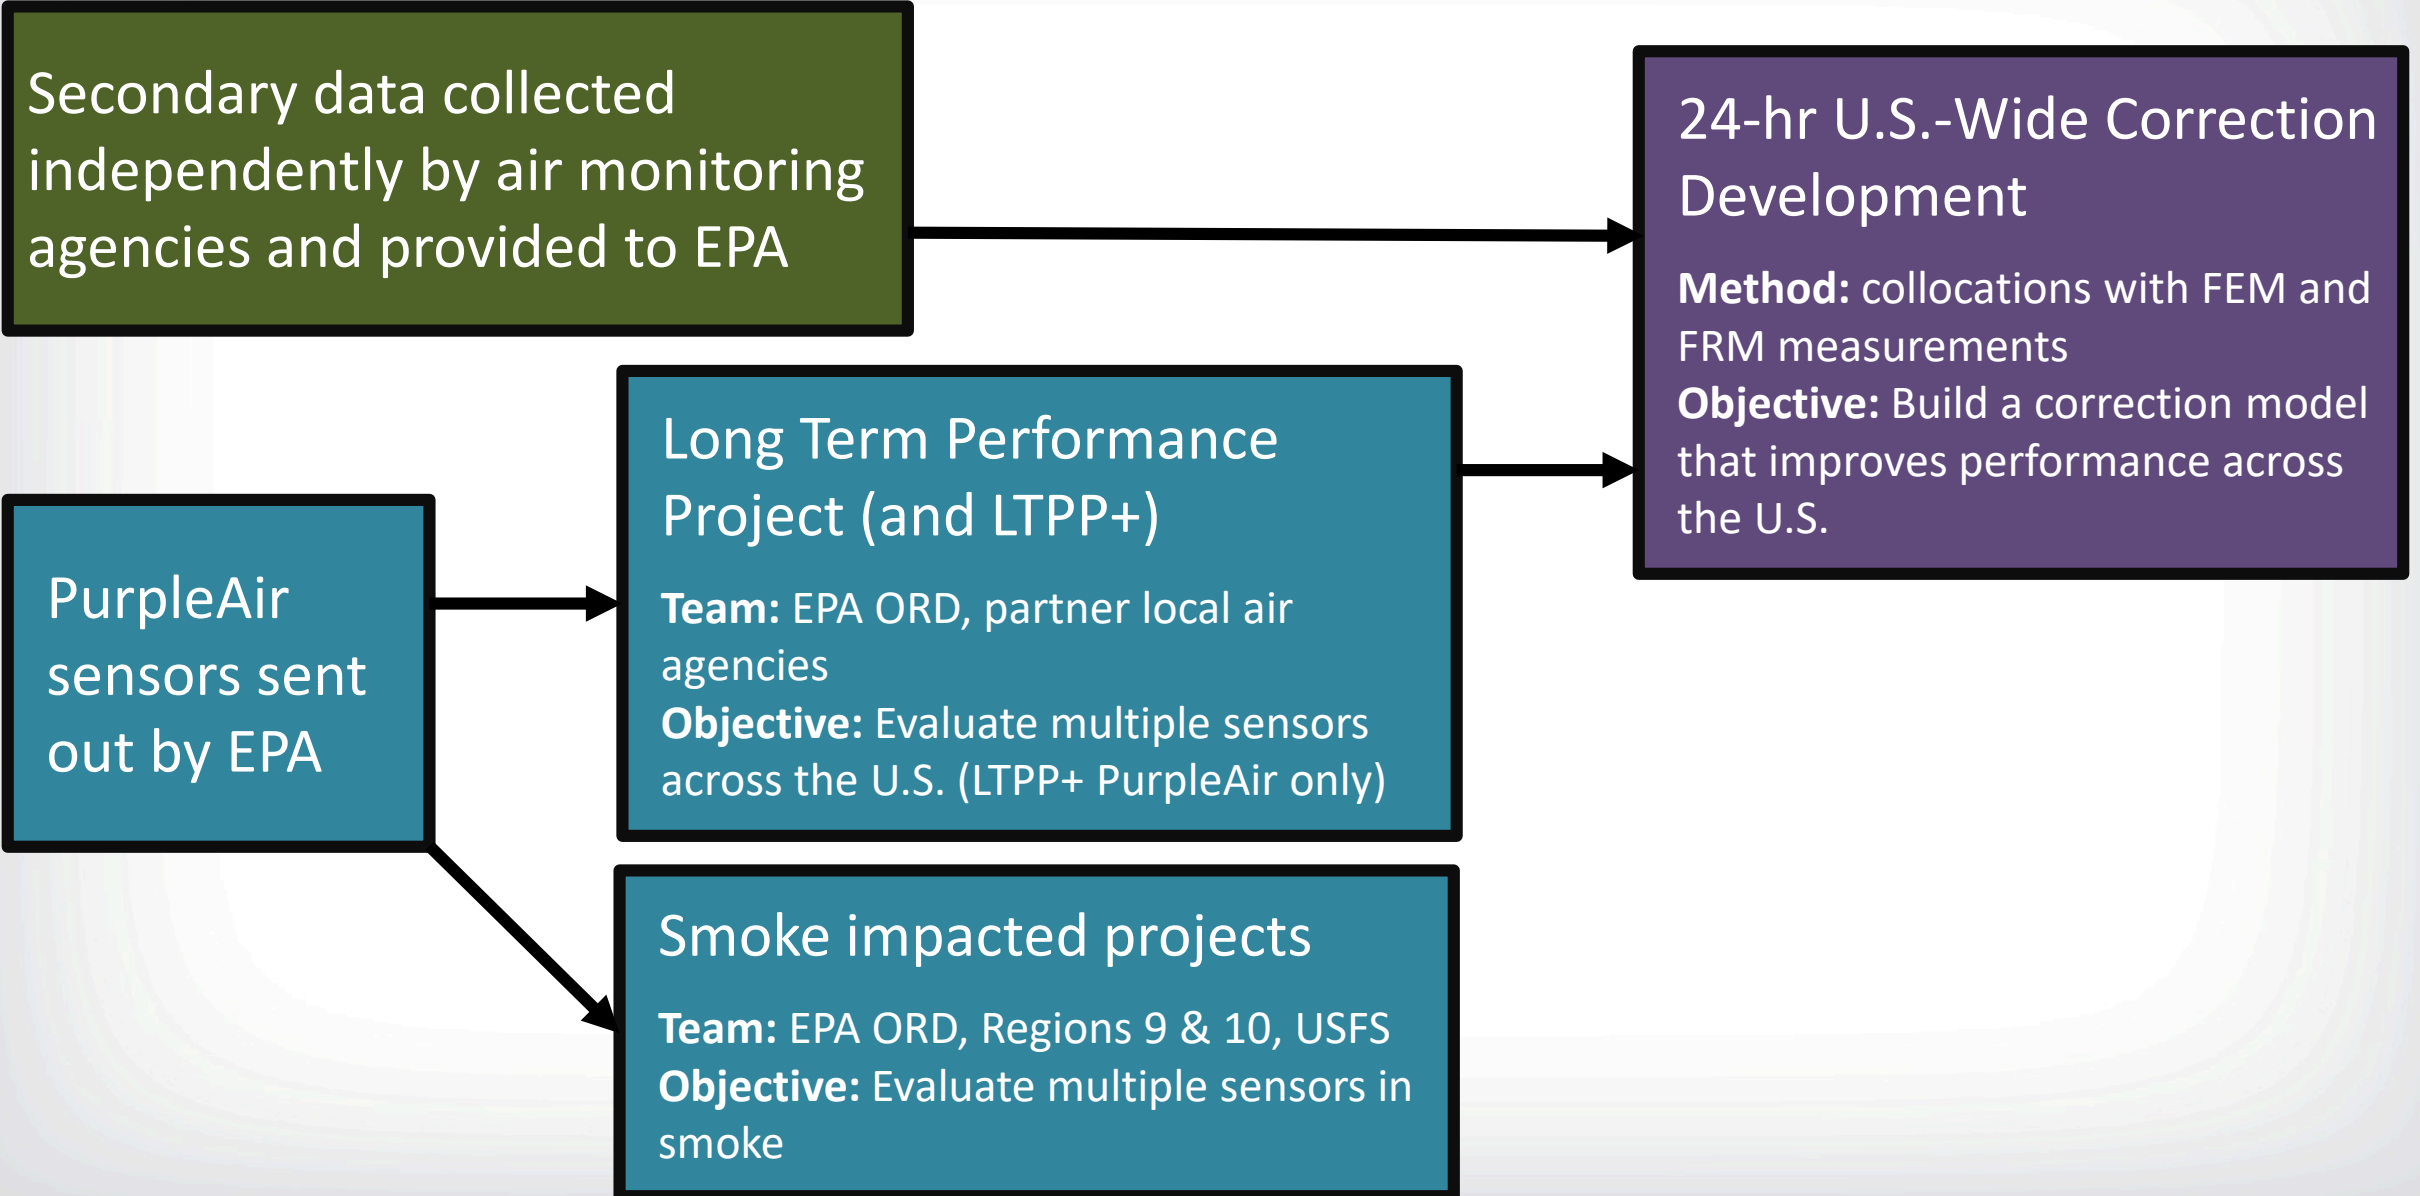 Secondary data collected
independently by air monitoring
agencies and provided to EPA
24-hr U.S.-Wide Correction
Development
Method: collocations with FEM and
FRM measurements
Objective: Build a correction model
that improves performance across
the U.S.
PurpleAir
sensors sent
out by EPA
Long Term Performance
Project (and LTPP+)
Team: EPA ORD, partner local air
agencies
Objective: Evaluate multiple sensors
across the U.S. (LTPP+ PurpleAir only)
Smoke impacted projects
Team: EPA ORD, Regions 9 & 10, USFS
Objective: Evaluate multiple sensors in
smoke